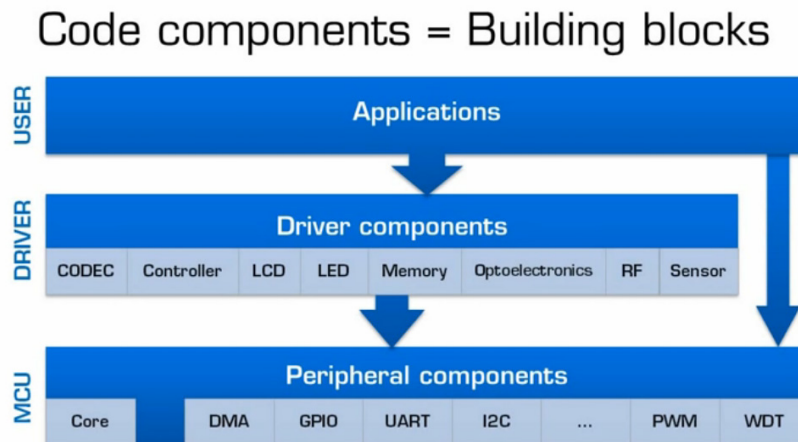 Code components = Building blocks
USER
Applications
DRIVER
Driver components
CODEC Controller LCD LED Memory Optoelectronics RF Sensor
MCU
Peripheral components
Core DMA GPIO UART I2C ... PWM WDT